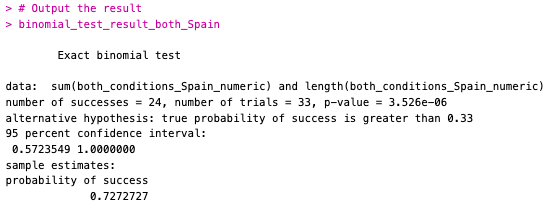 > # Output the result
> binomial_test_result_both_Spain
Exact binomial test
data:  sum(both_conditions_Spain_numeric) and length(both_conditions_Spain_numeric)
number of successes = 24, number of trials = 33, p-value = 3.526e-06
alternative hypothesis: true probability of success is greater than 0.33
95 percent confidence interval:
 0.5723549 1.0000000
sample estimates:
probability of success
0.7272727